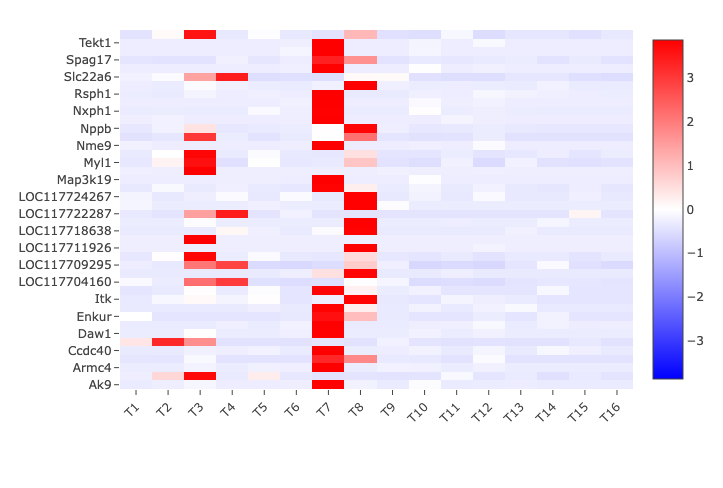 Tekt1
Spag17
Slc22a6
Rsph1
Nxph1
Nppb
Nme9
Myl1
Map3k19
LOC117724267
LOC117722287
LOC117718638
LOC117711926
LOC117709295
LOC117704160
Itk
Enkur
Daw1
Ccdc40
Armc4
Ak9
T1 T2 T3 T4 T5 T6 T7 T8 T9 T10 T11 T12 T13 T14 T15 T16
3
2
1
0
−1
−2
−3